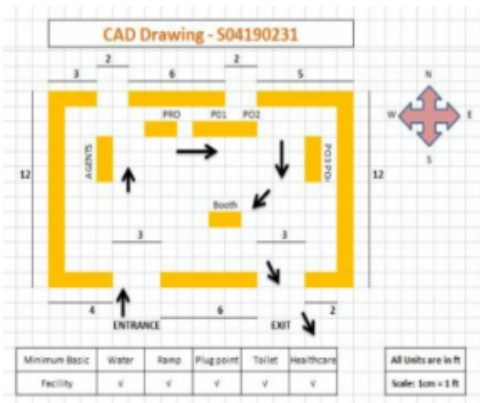 CAD Drawing - S04190231
2
2
3
6
5
N
PRO
PO1
PO2
W
E
AGENTS
PO3
S
12
12
Booth
3
3
4
6
2
ENTRANCE
EXIT
Minimum Basic Water Ramp Plug point Toilet Healthcare
Facility √ √ √ √ √
All Units are in ft
Scale: 1cm = 1 ft